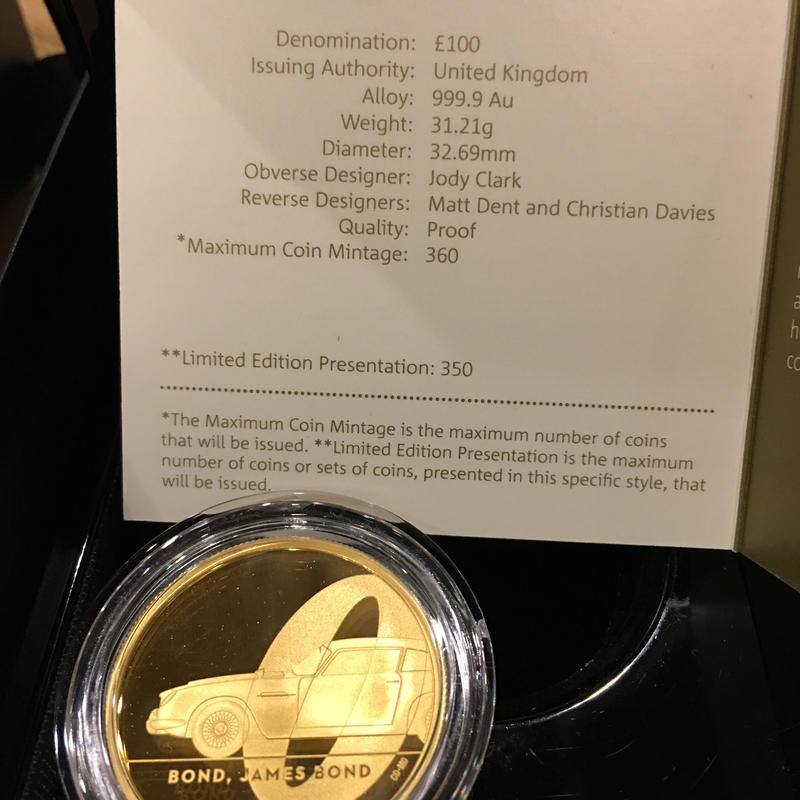 Denomination: £100
Issuing Authority: United Kingdom
Alloy: 999.9 Au
Weight: 31.21g
Diameter: 32.69mm
Obverse Designer: Jody Clark
Reverse Designers: Matt Dent and Christian Davies
Quality: Proof
*Maximum Coin Mintage: 360
**Limited Edition Presentation: 350
*The Maximum Coin Mintage is the maximum number of coins
that will be issued. **Limited Edition Presentation is the maximum
number of coins or sets of coins, presented in this specific style, that
will be issued.
BOND, JAMES BOND
CD·MD